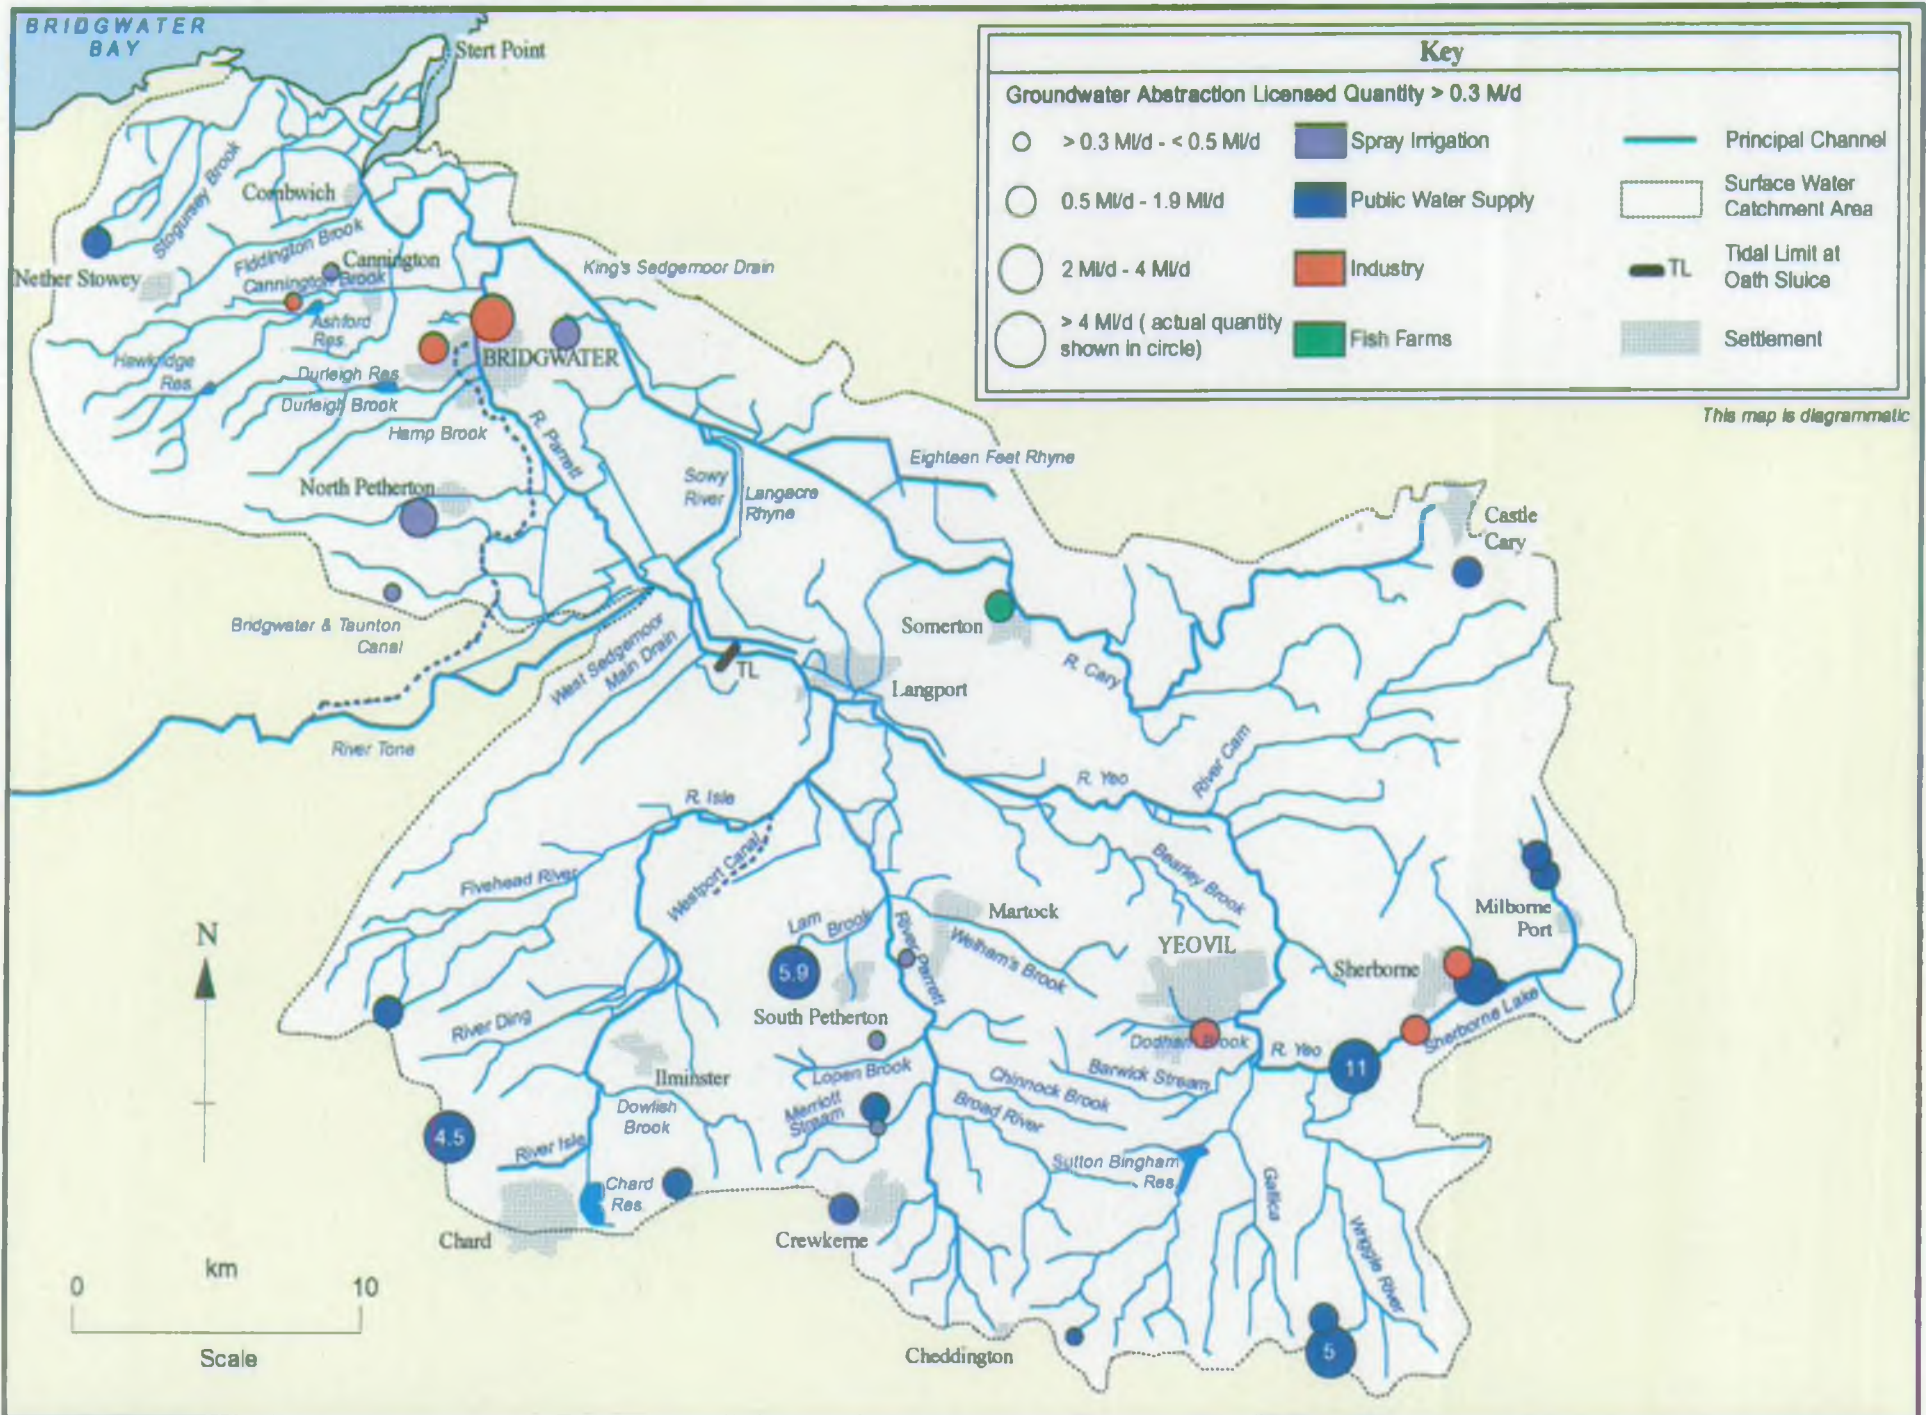 BRIDGWATER
BAY
Stert Point
Key
Groundwater Abstraction Licensed Quantity > 0.3 M/d
> 0.3 Ml/d - < 0.5 Ml/d
0.5 Ml/d - 1.9 Ml/d
2 Ml/d - 4 Ml/d
> 4 Ml/d ( actual quantity
shown in circle)
Spray Irrigation
Public Water Supply
Industry
Fish Farms
Principal Channel
Surface Water
Catchment Area
TL
Tidal Limit at
Oath Sluice
Settlement
This map is diagrammatic
Stogursey Brook
Combwich
Fiddington Brook
Cannington
Nether Stowey
Cannington Brook
King's Sedgemoor Drain
Ashford
Res.
BRIDGWATER
Hawkridge
Res.
Durleigh Res.
Durleigh Brook
Hamp Brook
R. Parrett
North Petherton
Sowy
River
Langacre
Rhyne
Eighteen Feet Rhyne
Castle
Cary
Bridgwater & Taunton
Canal
West Sedgemoor
Main Drain
TL
Somerton
Langport
R. Cary
River Tone
River Cam
R. Yeo
R. Isle
Westport Canal
Fivehead River
Bearley Brook
Lam
Brook
River Parrett
Martock
Welham's Brook
YEOVIL
Milborne
Port
Sherborne
N
5.9
South Petherton
River Ding
Dodham Brook
R. Yeo
Sherborne Lake
11
Ilminster
Lopen Brook
Barwick Stream
Chinnock Brook
Dowlish
Brook
Merriott
Stream
Broad River
4.5
River Isle
Sutton Bingham
Res.
Chard
Res.
Gallica
Chard
Crewkerne
Wriggle River
km
0
10
Scale
Cheddington
5